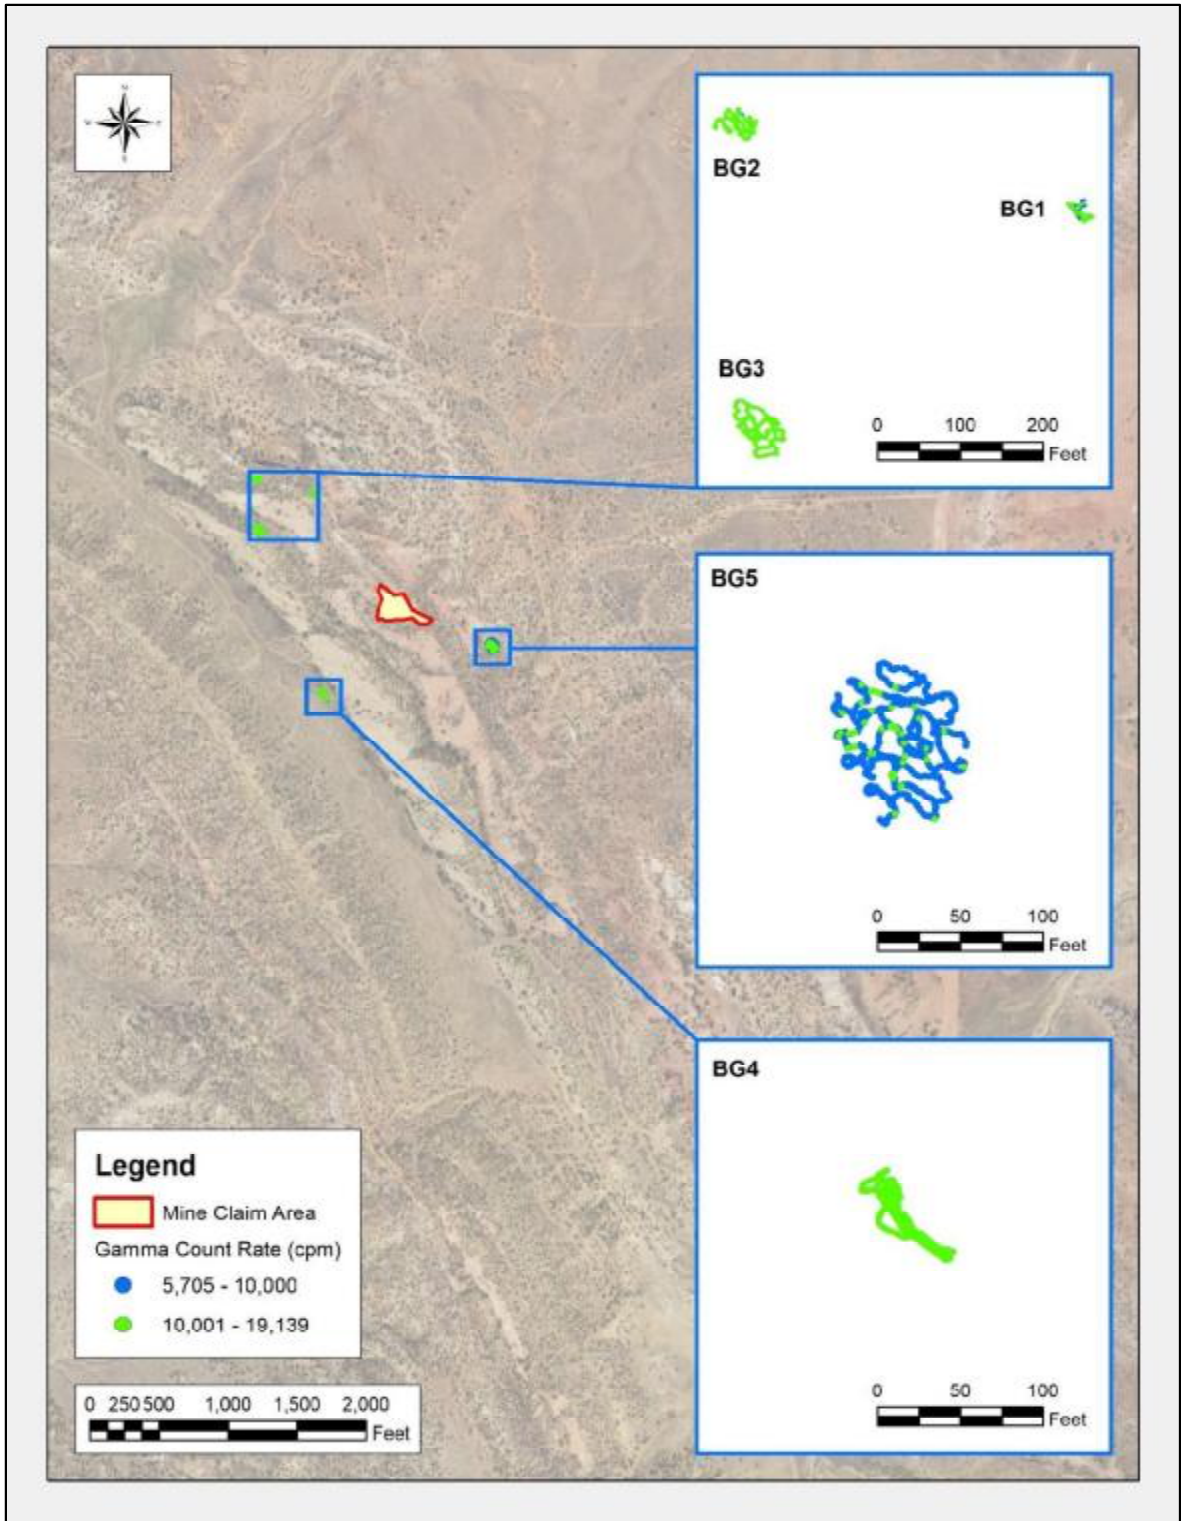 N
W E
S
BG2
BG1
BG3
0 100 200
Feet
BG5
0 50 100
Feet
BG4
0 50 100
Feet
Legend
Mine Claim Area
Gamma Count Rate (cpm)
5,705 - 10,000
10,001 - 19,139
0 250 500 1,000 1,500 2,000
Feet